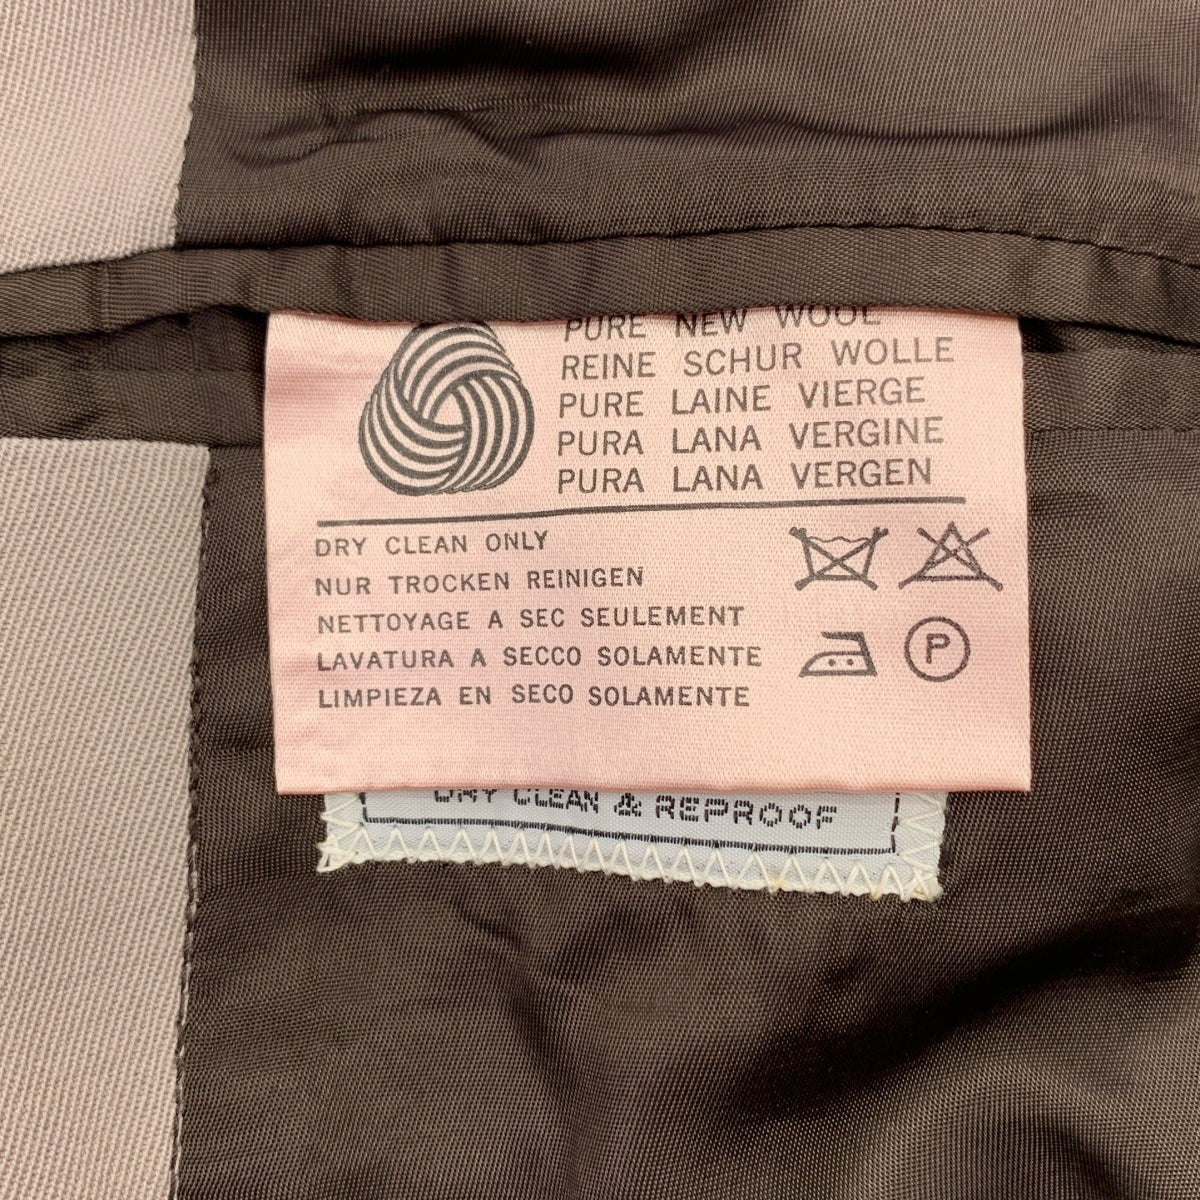 PURE NEW WOOL
REINE SCHUR WOLLE
PURE LAINE VIERGE
PURA LANA VERGINE
PURA LANA VERGEN
DRY CLEAN ONLY
NUR TROCKEN REINIGEN
NETTOYAGE A SEC SEULEMENT
LAVATURA A SECCO SOLAMENTE
LIMPIEZA EN SECO SOLAMENTE
P
DRY CLEAN & REPROOF